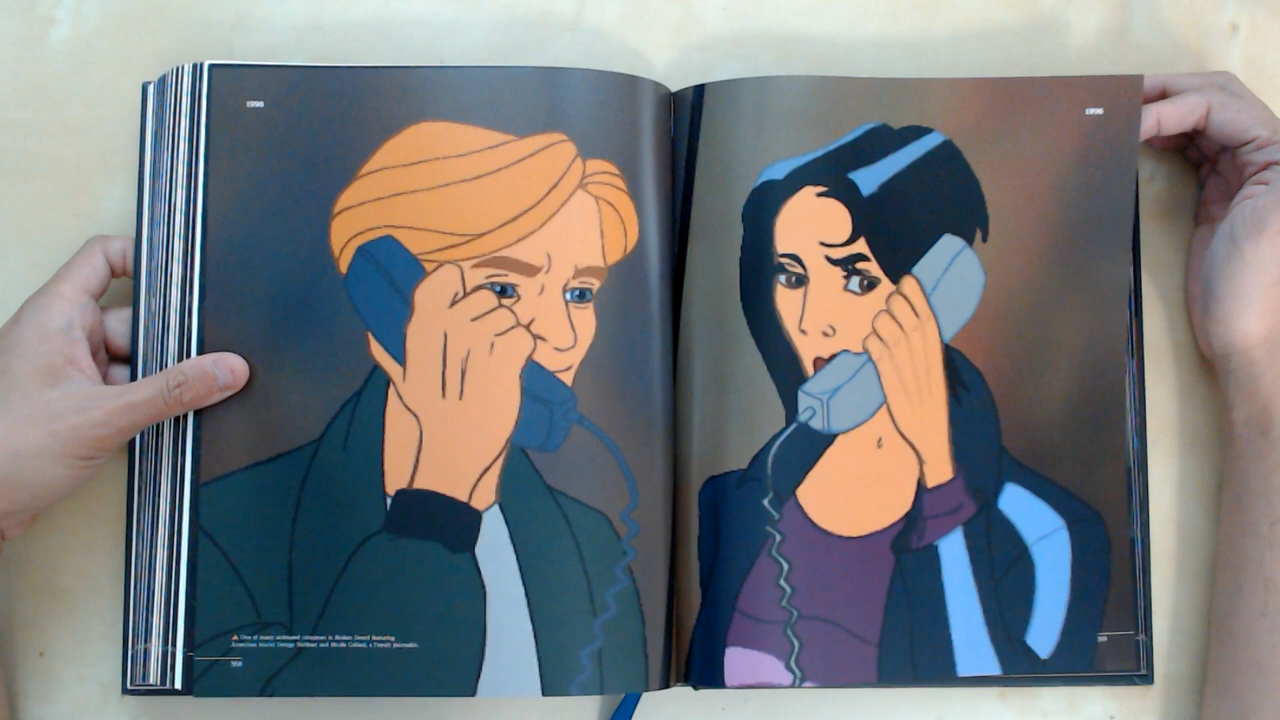 1996
1996
One of many animated cutscenes in Broken Sword featuring
American tourist George Stobbart and Nicole Collard, a French journalist.